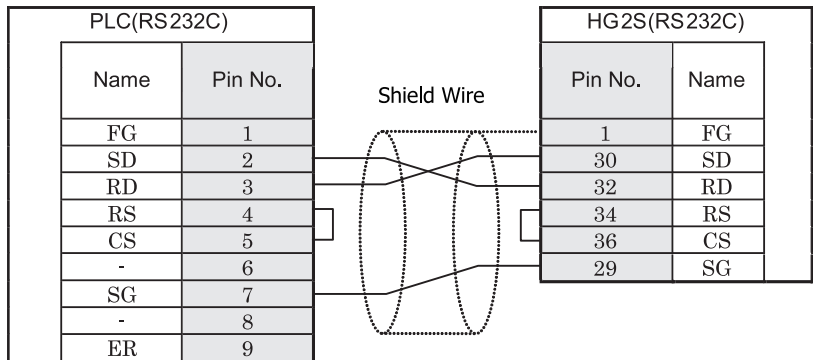 PLC(RS232C) HG2S(RS232C)
Name Pin No. Shield Wire Pin No. Name
FG 1 1 FG
SD 2 30 SD
RD 3 32 RD
RS 4 34 RS
CS 5 36 CS
- 6 29 SG
SG 7
- 8
ER 9